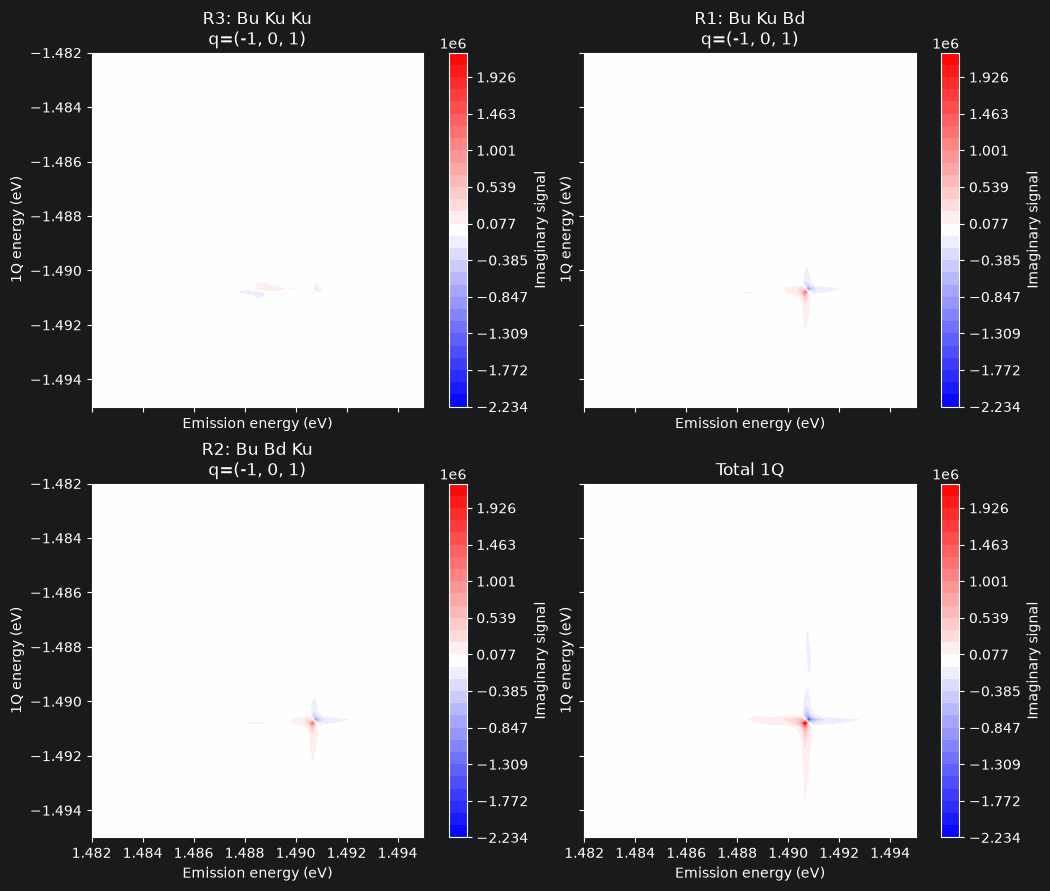 R3: Bu Ku Ku
q=(-1, 0, 1)
1e6
−1.482
−1.484
−1.486
−1.488
−1.490
−1.492
−1.494
1Q energy (eV)
Emission energy (eV)
1.926
1.463
1.001
0.539
0.077
−0.385
−0.847
−1.309
−1.772
−2.234
Imaginary signal
R1: Bu Ku Bd
q=(-1, 0, 1)
1e6
1Q energy (eV)
Emission energy (eV)
1.926
1.463
1.001
0.539
0.077
−0.385
−0.847
−1.309
−1.772
−2.234
Imaginary signal
R2: Bu Bd Ku
q=(-1, 0, 1)
1e6
−1.482
−1.484
−1.486
−1.488
−1.490
−1.492
−1.494
1Q energy (eV)
1.482 1.484 1.486 1.488 1.490 1.492 1.494
Emission energy (eV)
1.926
1.463
1.001
0.539
0.077
−0.385
−0.847
−1.309
−1.772
−2.234
Imaginary signal
Total 1Q
1e6
1Q energy (eV)
1.482 1.484 1.486 1.488 1.490 1.492 1.494
Emission energy (eV)
1.926
1.463
1.001
0.539
0.077
−0.385
−0.847
−1.309
−1.772
−2.234
Imaginary signal